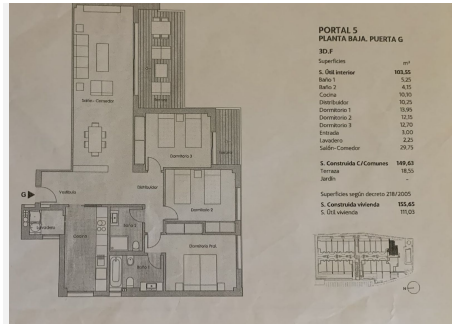 PORTAL 5
PLANTA BAJA, PUERTA G
3D.F
Superficies m²
S. Útil interior 103,55
Baño 1 5,25
Baño 2 4,15
Cocina 10,10
Distribuidor 10,25
Dormitorio 1 13,95
Dormitorio 2 12,15
Dormitorio 3 12,70
Entrada 3,00
Lavadero 2,25
Salón-Comedor 29,75
S. Construida C/Comunes 149,63
Terraza 18,55
Jardín -
Superficies según decreto 218/2005
S. Construida vivienda 155,65
S. Útil vivienda 111,03
Salón - Comedor
Dormitorio 3
Distribuidor
Vestíbulo
G
Dormitorio 2
Cocina
Dormitorio Ppal.
N